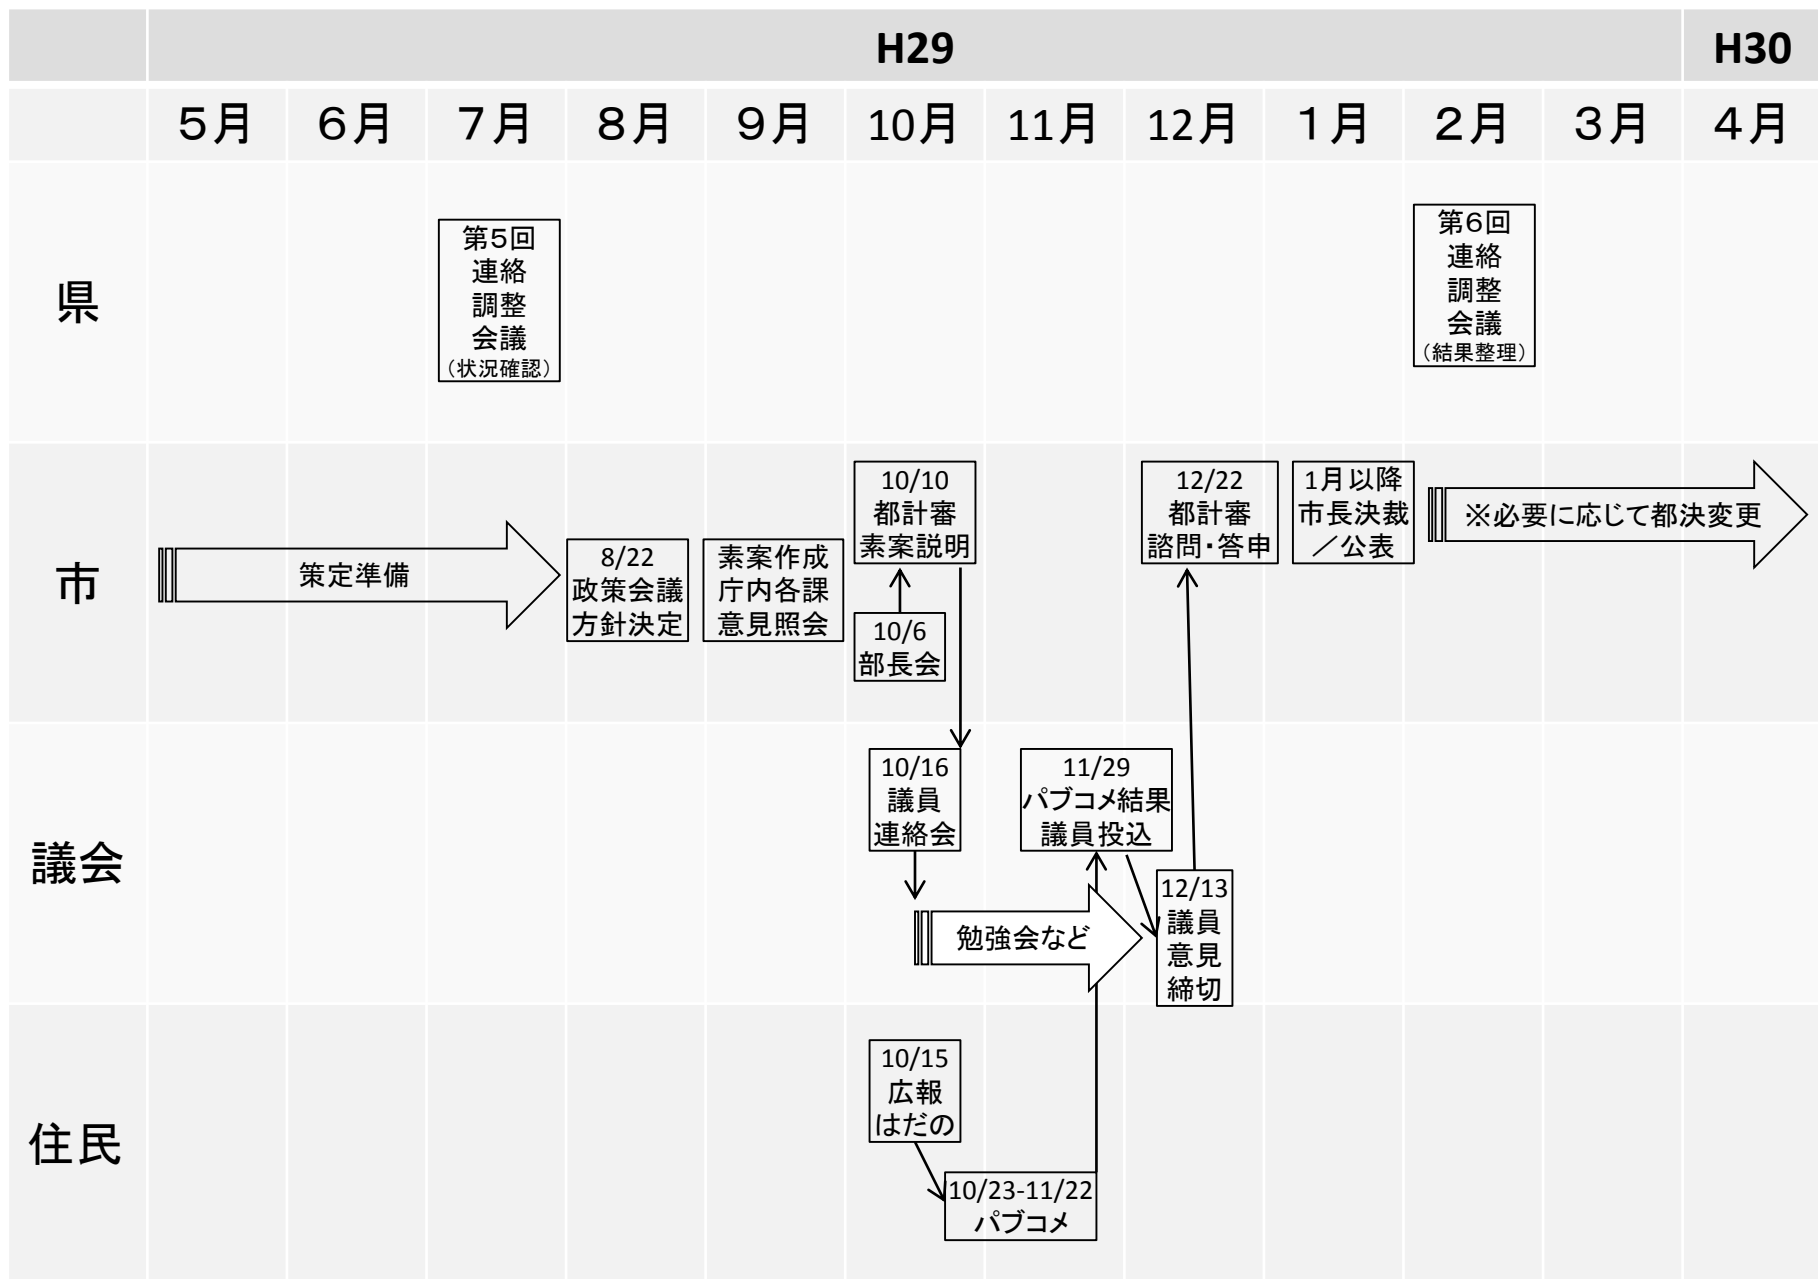 H29 H30
５月 ６月 ７月 ８月 ９月 10月 11月 12月 １月 ２月 ３月 ４月
県
第５回
連絡
調整
会議
（状況確認）
第６回
連絡
調整
会議
（結果整理）
市
策定準備
8/22
政策会議
方針決定
素案作成
庁内各課
意見照会
10/10
都計審
素案説明
10/6
部長会
12/22
都計審
諮問・答申
1月以降
市長決裁
／公表
※必要に応じて都決変更
議会
10/16
議員
連絡会
勉強会など
11/29
パブコメ結果
議員投込
12/13
議員
意見
締切
住民
10/15
広報
はだの
10/23-11/22
パブコメ